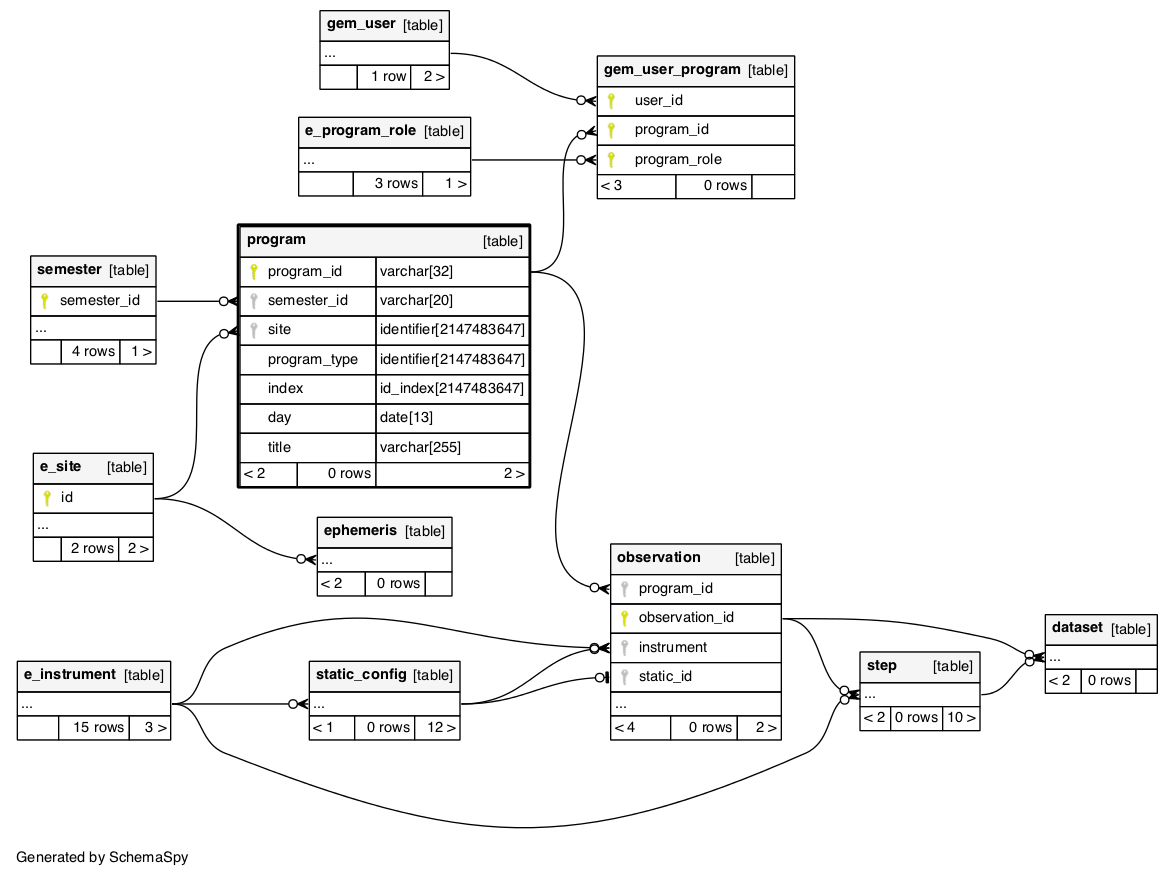 gem_user [table]
...
1 row 2 >
gem_user_program [table]
user_id
program_id
program_role
< 3 0 rows
e_program_role [table]
...
3 rows 1 >
program [table]
program_id varchar[32]
semester_id varchar[20]
site identifier[2147483647]
program_type identifier[2147483647]
index id_index[2147483647]
day date[13]
title varchar[255]
< 2 0 rows 2 >
semester [table]
semester_id
...
4 rows 1 >
e_site [table]
id
...
2 rows 2 >
ephemeris [table]
...
< 2 0 rows
observation [table]
program_id
observation_id
instrument
static_id
...
< 4 0 rows 2 >
dataset [table]
...
< 2 0 rows
step [table]
...
< 2 0 rows 10 >
e_instrument [table]
...
15 rows 3 >
static_config [table]
...
< 1 0 rows 12 >
Generated by SchemaSpy